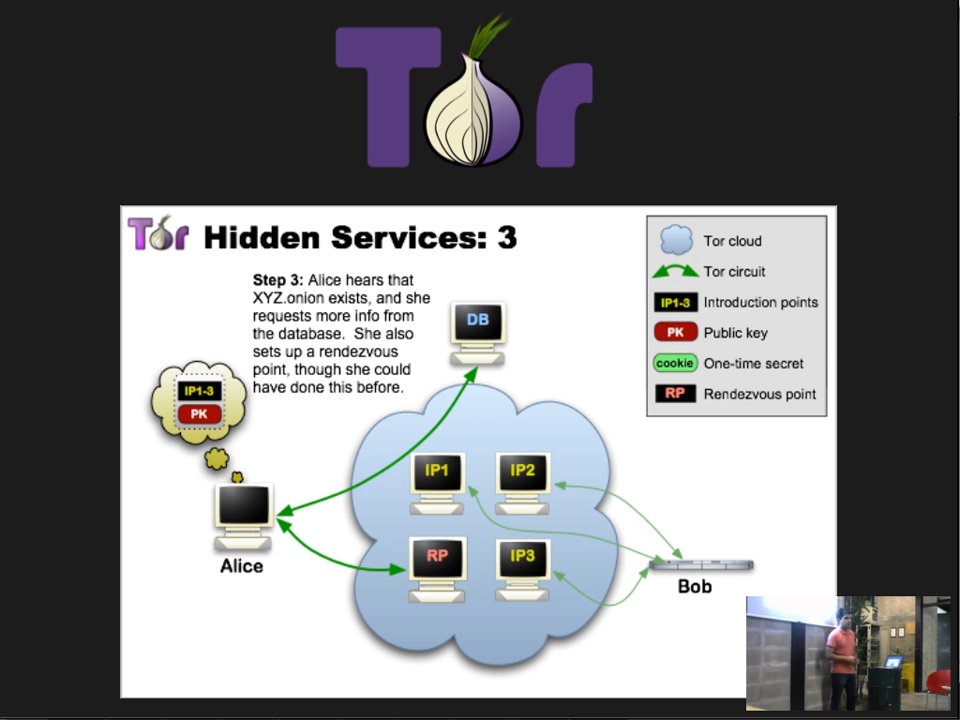 Tor
Tor Hidden Services: 3
Step 3: Alice hears that
XYZ.onion exists, and she
requests more info from
the database. She also
sets up a rendezvous
point, though she could
have done this before.
Tor cloud
Tor circuit
IP1-3 Introduction points
PK Public key
cookie One-time secret
RP Rendezvous point
DB
IP1-3
PK
IP1
IP2
Alice
RP
IP3
Bob